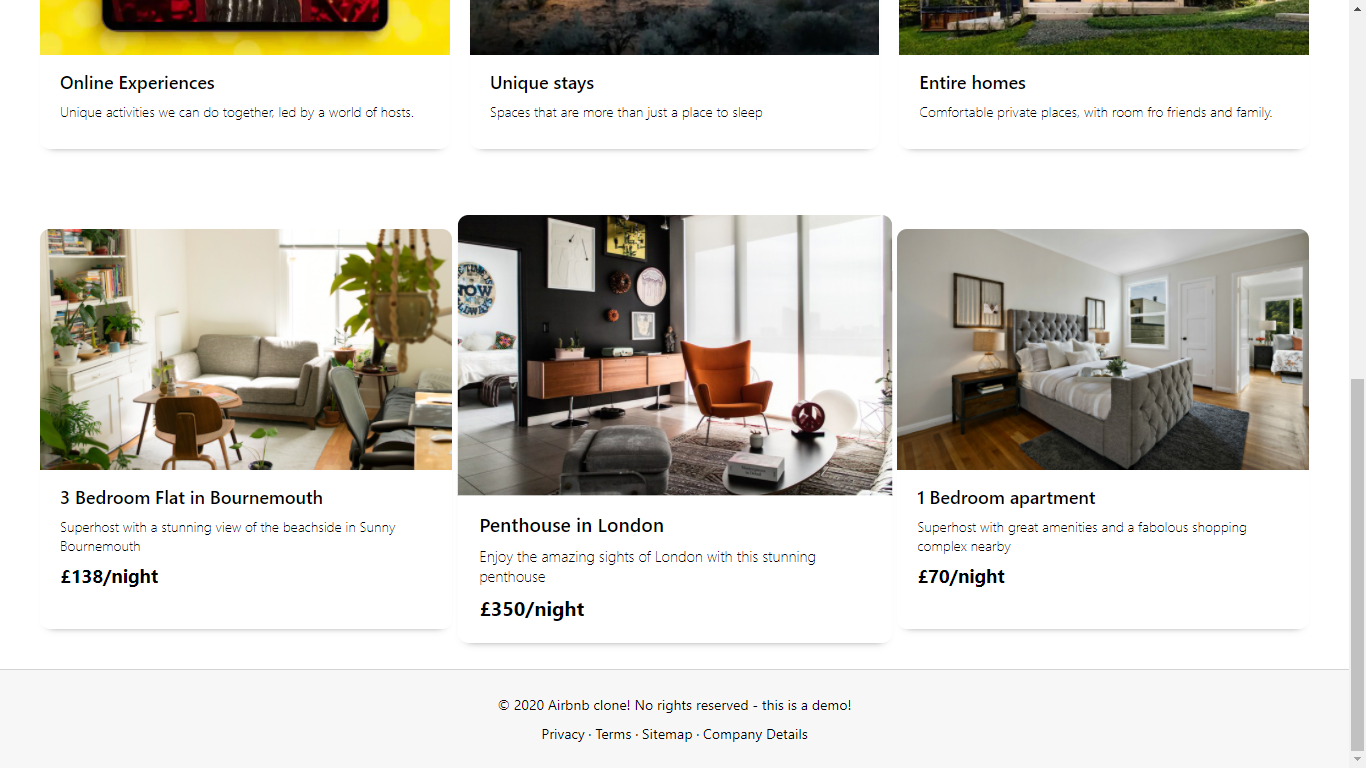 Online Experiences
Unique activities we can do together, led by a world of hosts.
Unique stays
Spaces that are more than just a place to sleep
Entire homes
Comfortable private places, with room fro friends and family.
3 Bedroom Flat in Bournemouth
Superhost with a stunning view of the beachside in Sunny
Bournemouth
£138/night
Penthouse in London
Enjoy the amazing sights of London with this stunning
penthouse
£350/night
1 Bedroom apartment
Superhost with great amenities and a fabolous shopping
complex nearby
£70/night
© 2020 Airbnb clone! No rights reserved - this is a demo!
Privacy · Terms · Sitemap · Company Details